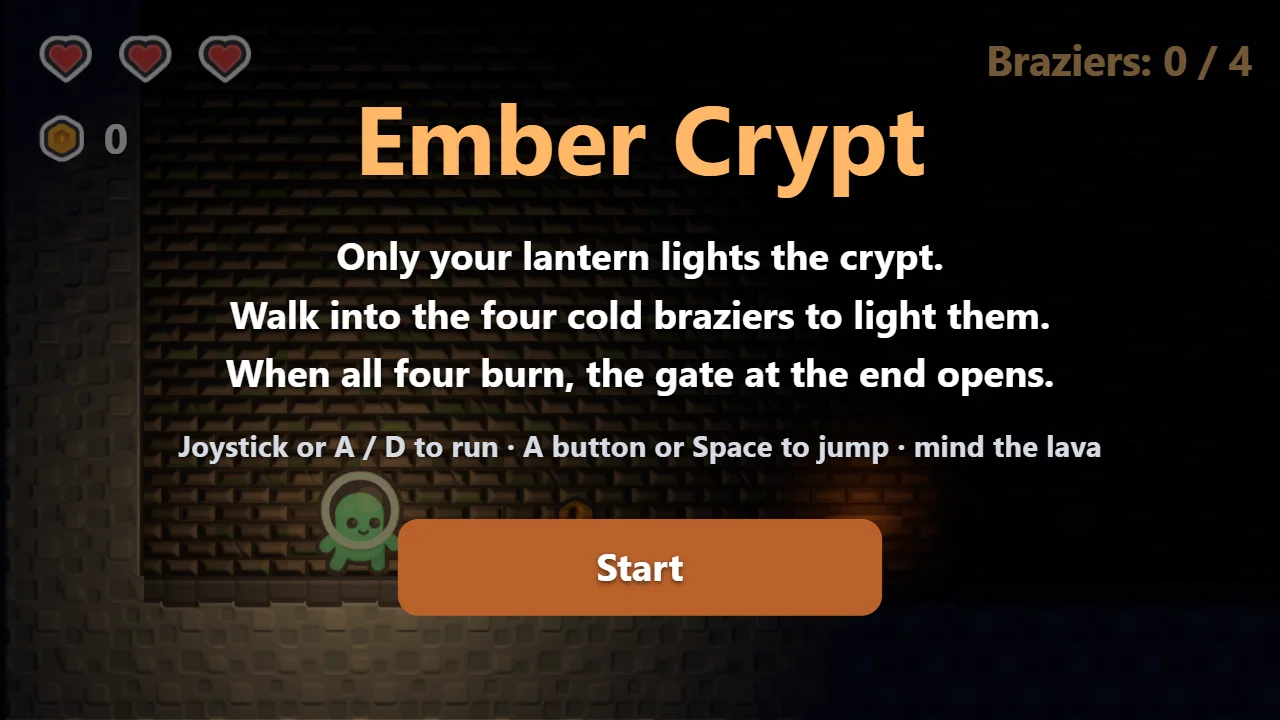 Braziers: 0 / 4
0
Ember Crypt
Only your lantern lights the crypt.
Walk into the four cold braziers to light them.
When all four burn, the gate at the end opens.
Joystick or A / D to run · A button or Space to jump · mind the lava
Start